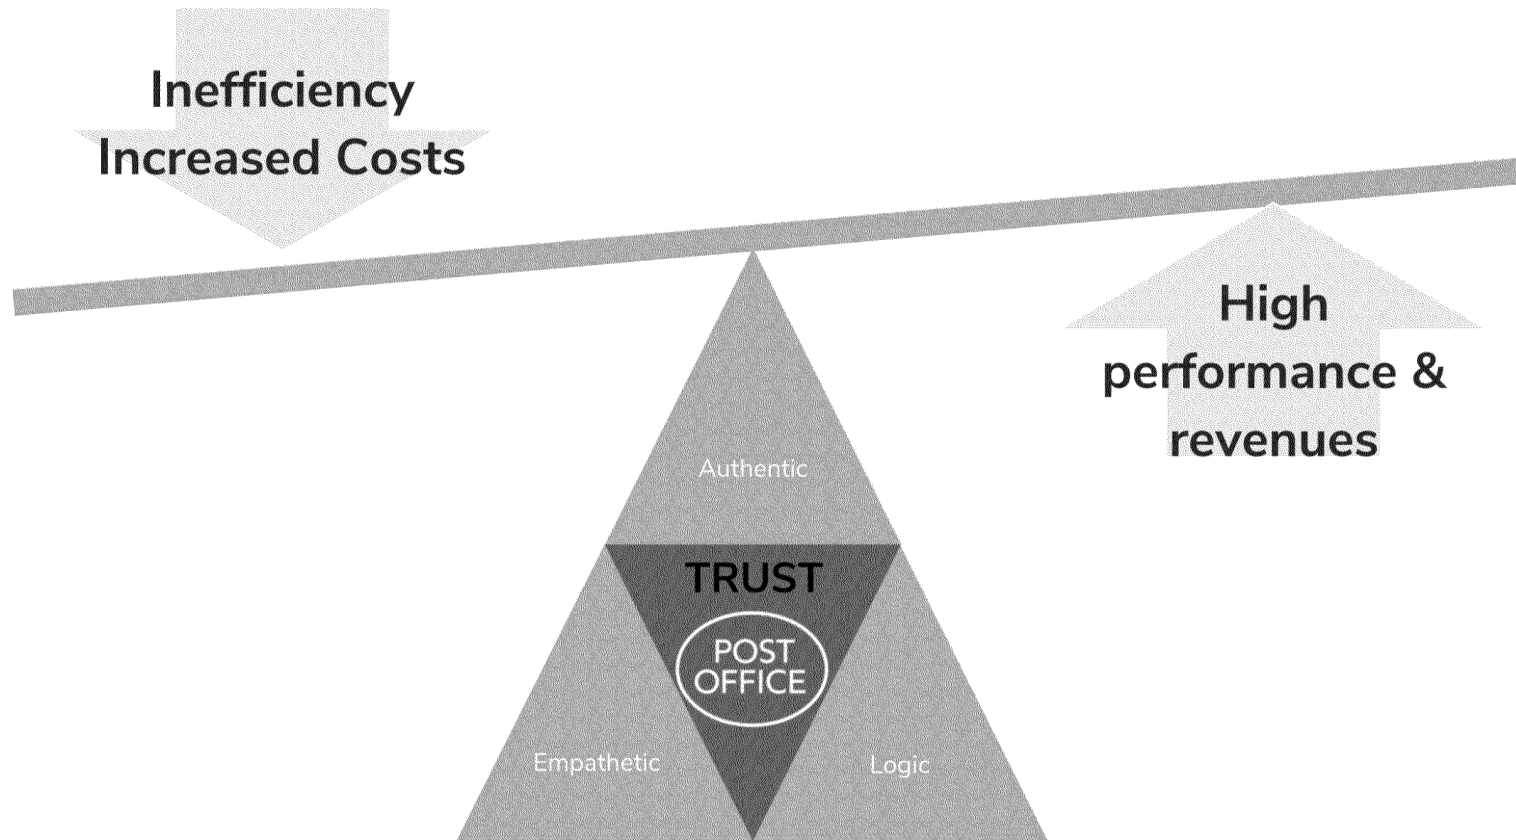 Inefficiency
Increased Costs
High
performance &
revenues
Authentic
TRUST
POST
OFFICE
Empathetic
Logic